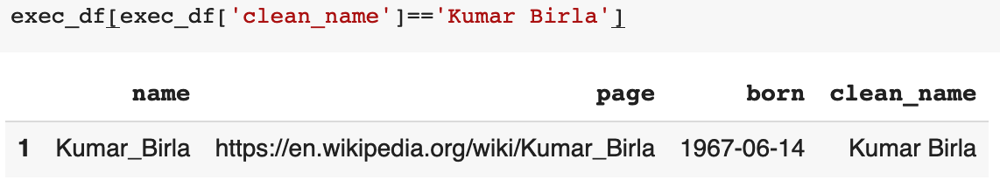 exec_df[exec_df['clean_name']=='Kumar Birla']
name page born clean_name
1 Kumar_Birla https://en.wikipedia.org/wiki/Kumar_Birla 1967-06-14 Kumar Birla